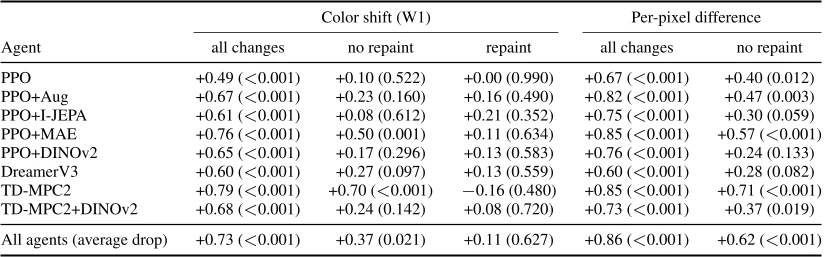 Color shift (W1) Per-pixel difference
Agent all changes no repaint repaint all changes no repaint
PPO +0.49 (<0.001) +0.10 (0.522) +0.00 (0.990) +0.67 (<0.001) +0.40 (0.012)
PPO+Aug +0.67 (<0.001) +0.23 (0.160) +0.16 (0.490) +0.82 (<0.001) +0.47 (0.003)
PPO+I-JEPA +0.61 (<0.001) +0.08 (0.612) +0.21 (0.352) +0.75 (<0.001) +0.30 (0.059)
PPO+MAE +0.76 (<0.001) +0.50 (0.001) +0.11 (0.634) +0.85 (<0.001) +0.57 (<0.001)
PPO+DINOv2 +0.65 (<0.001) +0.17 (0.296) +0.13 (0.583) +0.76 (<0.001) +0.24 (0.133)
DreamerV3 +0.60 (<0.001) +0.27 (0.097) +0.13 (0.559) +0.60 (<0.001) +0.28 (0.082)
TD-MPC2 +0.79 (<0.001) +0.70 (<0.001) −0.16 (0.480) +0.85 (<0.001) +0.71 (<0.001)
TD-MPC2+DINOv2 +0.68 (<0.001) +0.24 (0.142) +0.08 (0.720) +0.73 (<0.001) +0.37 (0.019)
All agents (average drop) +0.73 (<0.001) +0.37 (0.021) +0.11 (0.627) +0.86 (<0.001) +0.62 (<0.001)